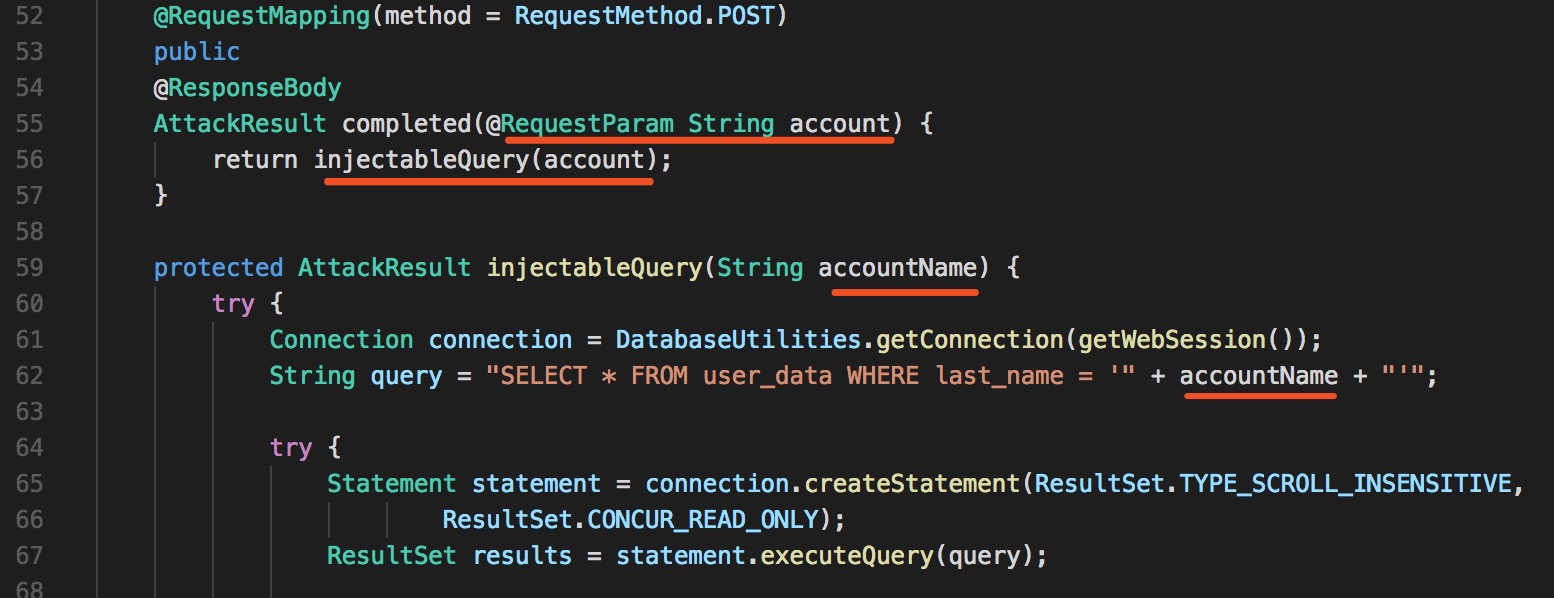 52 @RequestMapping(method = RequestMethod.POST)
53 public
54 @ResponseBody
55 AttackResult completed(@RequestParam String account) {
56 return injectableQuery(account);
57 }
58
59 protected AttackResult injectableQuery(String accountName) {
60 try {
61 Connection connection = DatabaseUtilities.getConnection(getWebSession());
62 String query = "SELECT * FROM user_data WHERE last_name = '" + accountName + "'";
63
64 try {
65 Statement statement = connection.createStatement(ResultSet.TYPE_SCROLL_INSENSITIVE,
66 ResultSet.CONCUR_READ_ONLY);
67 ResultSet results = statement.executeQuery(query);
68